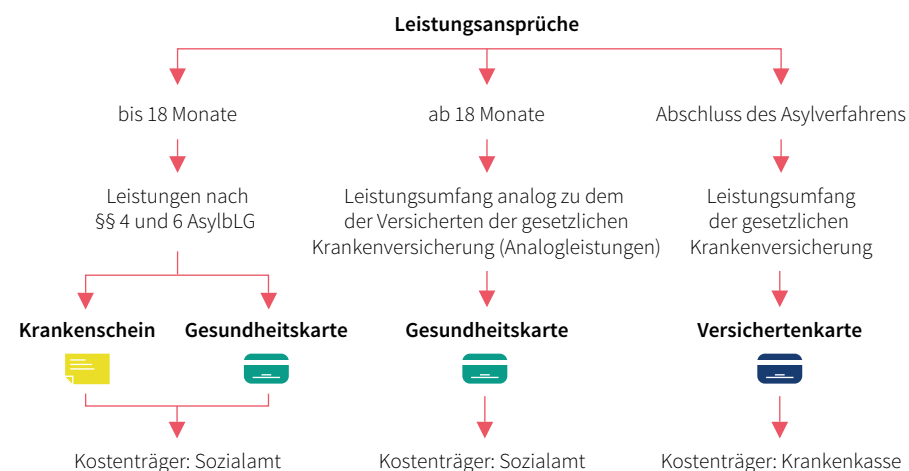 Leistungsansprüche
bis 18 Monate
ab 18 Monate
Abschluss des Asylverfahrens
Leistungen nach
§§ 4 und 6 AsylbLG
Leistungsumfang analog zu dem
der Versicherten der gesetzlichen
Krankenversicherung (Analogleistungen)
Leistungsumfang
der gesetzlichen
Krankenversicherung
Krankenschein
Gesundheitskarte
Gesundheitskarte
Versichertenkarte
Kostenträger: Sozialamt
Kostenträger: Sozialamt
Kostenträger: Krankenkasse